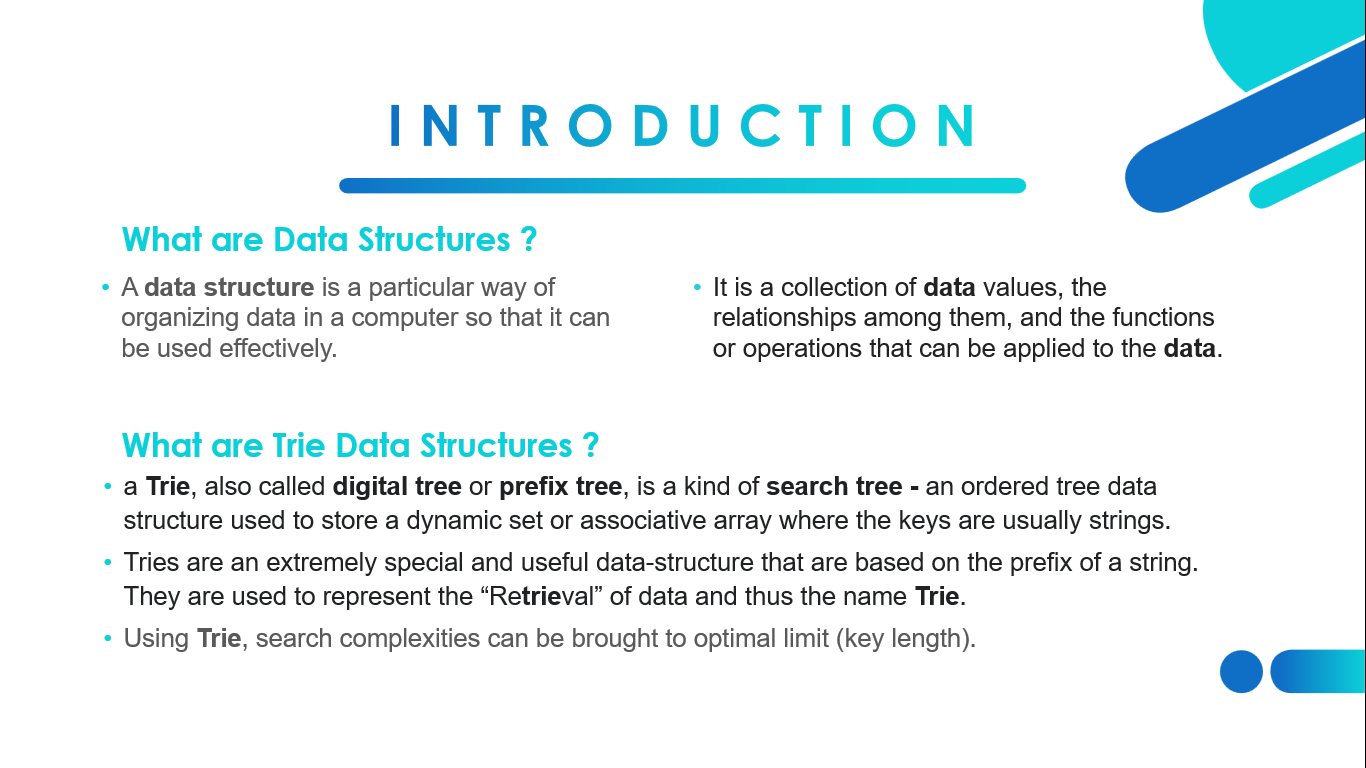 INTRODUCTION
What are Data Structures ?
• A data structure is a particular way of
organizing data in a computer so that it can
be used effectively.
• It is a collection of data values, the
relationships among them, and the functions
or operations that can be applied to the data.
What are Trie Data Structures ?
• a Trie, also called digital tree or prefix tree, is a kind of search tree - an ordered tree data
structure used to store a dynamic set or associative array where the keys are usually strings.
• Tries are an extremely special and useful data-structure that are based on the prefix of a string.
They are used to represent the “Retrieval” of data and thus the name Trie.
• Using Trie, search complexities can be brought to optimal limit (key length).